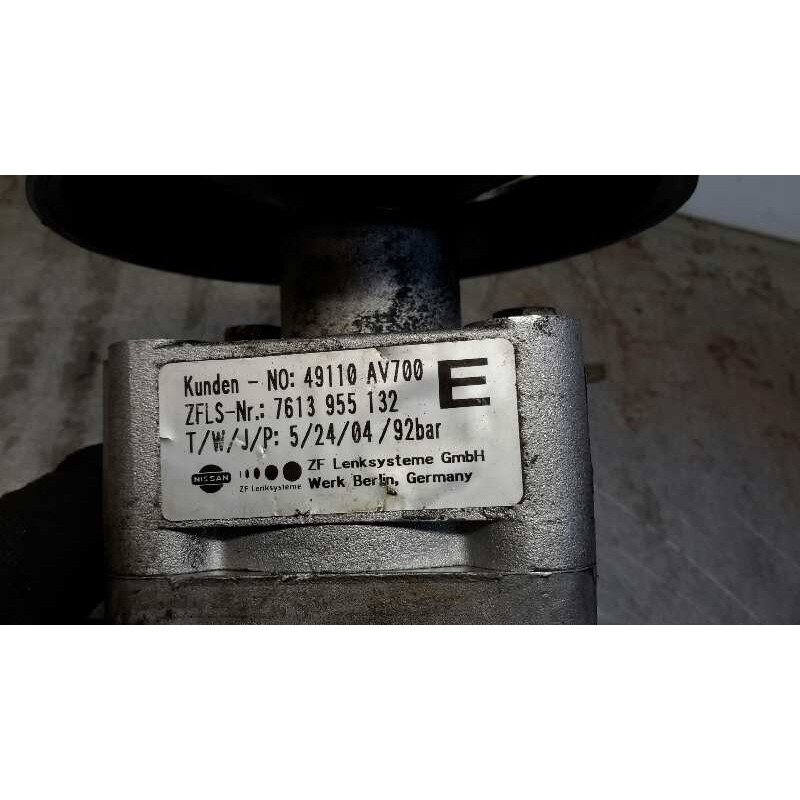 Kunden - NO: 49110 AV700
E
ZFLS-Nr.: 7613 955 132
T/W/J/P: 5/24/04/92bar
NISSAN
ZF Lenksysteme
ZF Lenksysteme GmbH
Werk Berlin, Germany